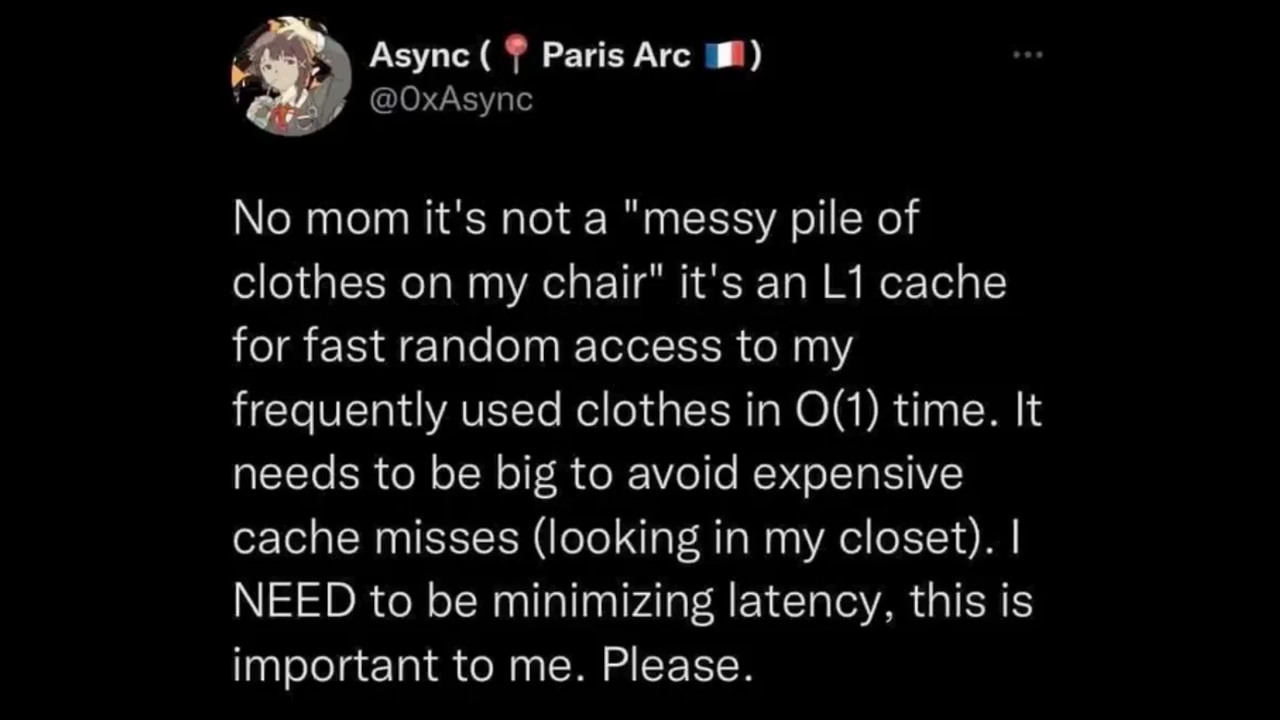 Async (📍 Paris Arc 🇫🇷)
@0xAsync
No mom it's not a "messy pile of
clothes on my chair" it's an L1 cache
for fast random access to my
frequently used clothes in O(1) time. It
needs to be big to avoid expensive
cache misses (looking in my closet). I
NEED to be minimizing latency, this is
important to me. Please.